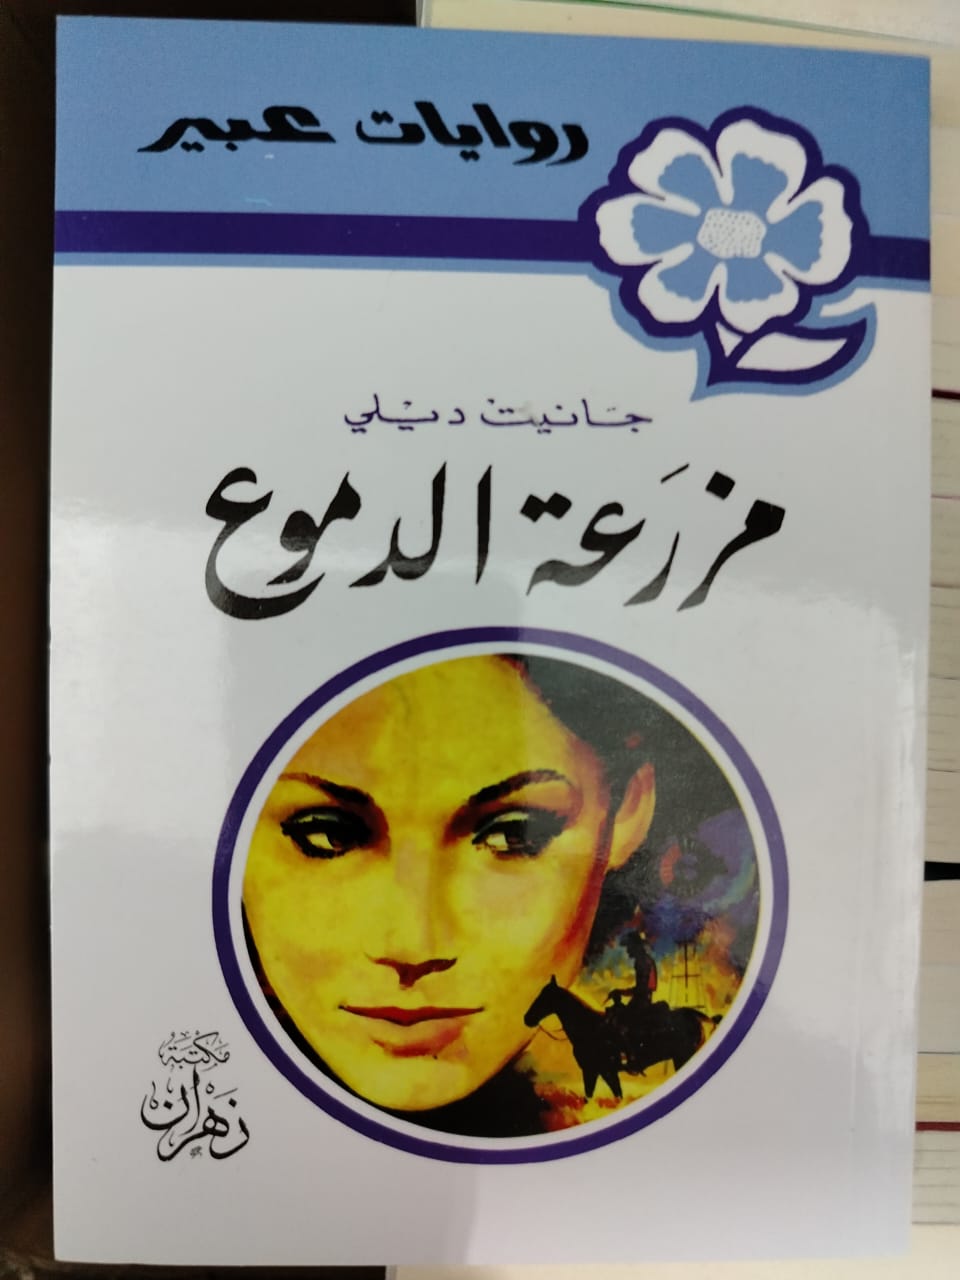 روايات عبير
جانيت ديلي
مزرعة الدموع
مكتبة
زهران